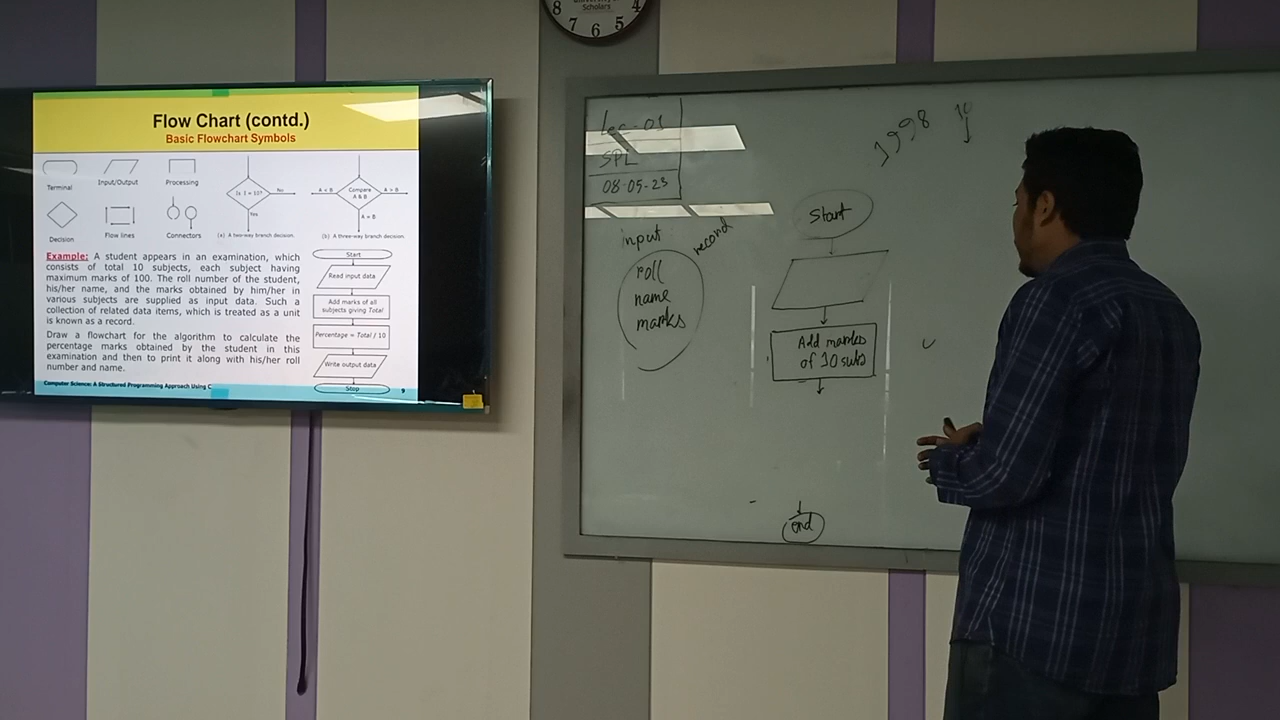 8
7
6
5
4
Scholars
Flow Chart (contd.)
Basic Flowchart Symbols
Terminal
Input/Output
Processing
Is I = 10?
No
Yes
A < B
Compare
A & B
A > B
A = B
Decision
Flow lines
Connectors
(a) A two-way branch decision.
(b) A three-way branch decision.
Example: A student appears in an examination, which
consists of total 10 subjects, each subject having
maximum marks of 100. The roll number of the student,
his/her name, and the marks obtained by him/her in
various subjects are supplied as input data. Such a
collection of related data items, which is treated as a unit
is known as a record.
Draw a flowchart for the algorithm to calculate the
percentage marks obtained by the student in this
examination and then to print it along with his/her roll
number and name.
Start
Read input data
Add marks of all
subjects giving Total
Percentage = Total / 10
Write output data
Stop
Computer Science: A Structured Programming Approach Using C
9
Lec-01
SPL
08-05-23
1998
input
record
roll
name
marks
Start
Add marks
of 10 subs
end